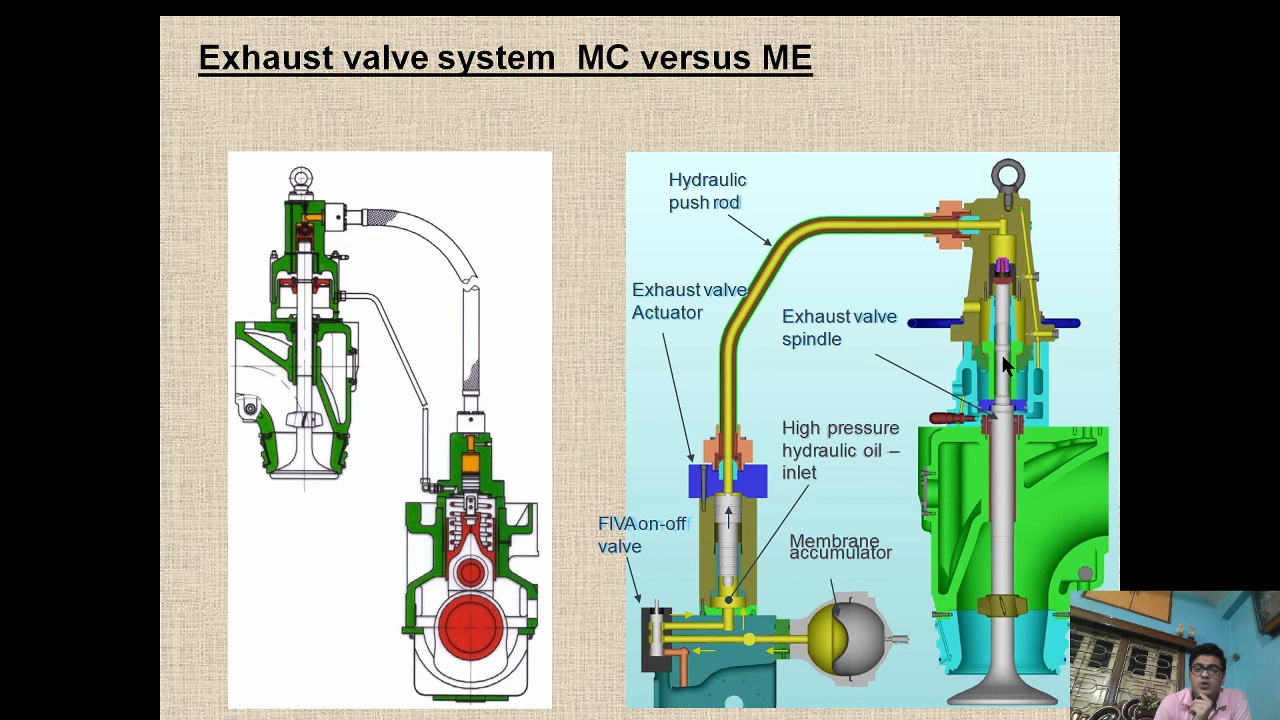 Exhaust valve system MC versus ME
Hydraulic
push rod
Exhaust valve
Actuator
Exhaust valve
spindle
High pressure
hydraulic oil –
inlet
FIVA on-off
valve
Membrane
accumulator